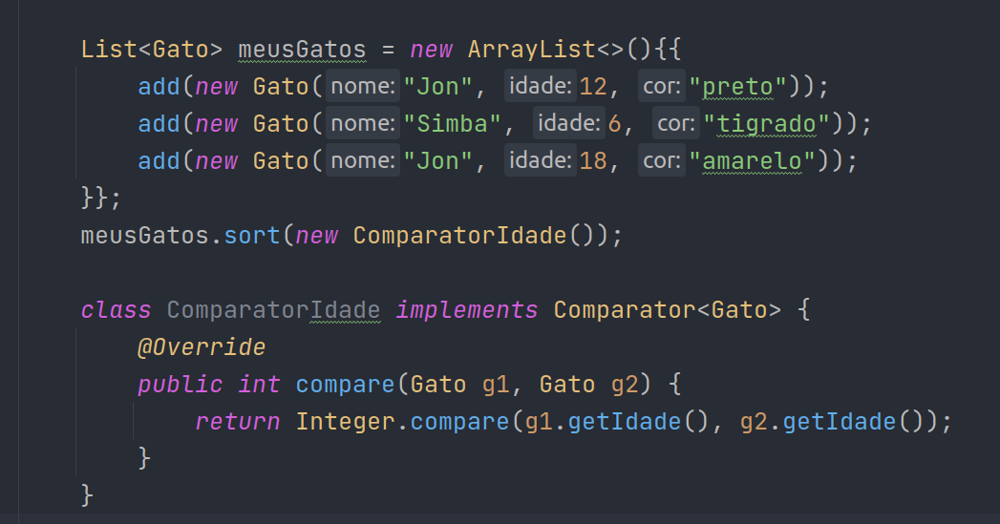 List<Gato> meusGatos = new ArrayList<>(){{
    add(new Gato( nome: "Jon", idade: 12, cor: "preto"));
    add(new Gato( nome: "Simba", idade: 6, cor: "tigrado"));
    add(new Gato( nome: "Jon", idade: 18, cor: "amarelo"));
}};
meusGatos.sort(new ComparatorIdade());

class ComparatorIdade implements Comparator<Gato> {
    @Override
    public int compare(Gato g1, Gato g2) {
        return Integer.compare(g1.getIdade(), g2.getIdade());
    }
}